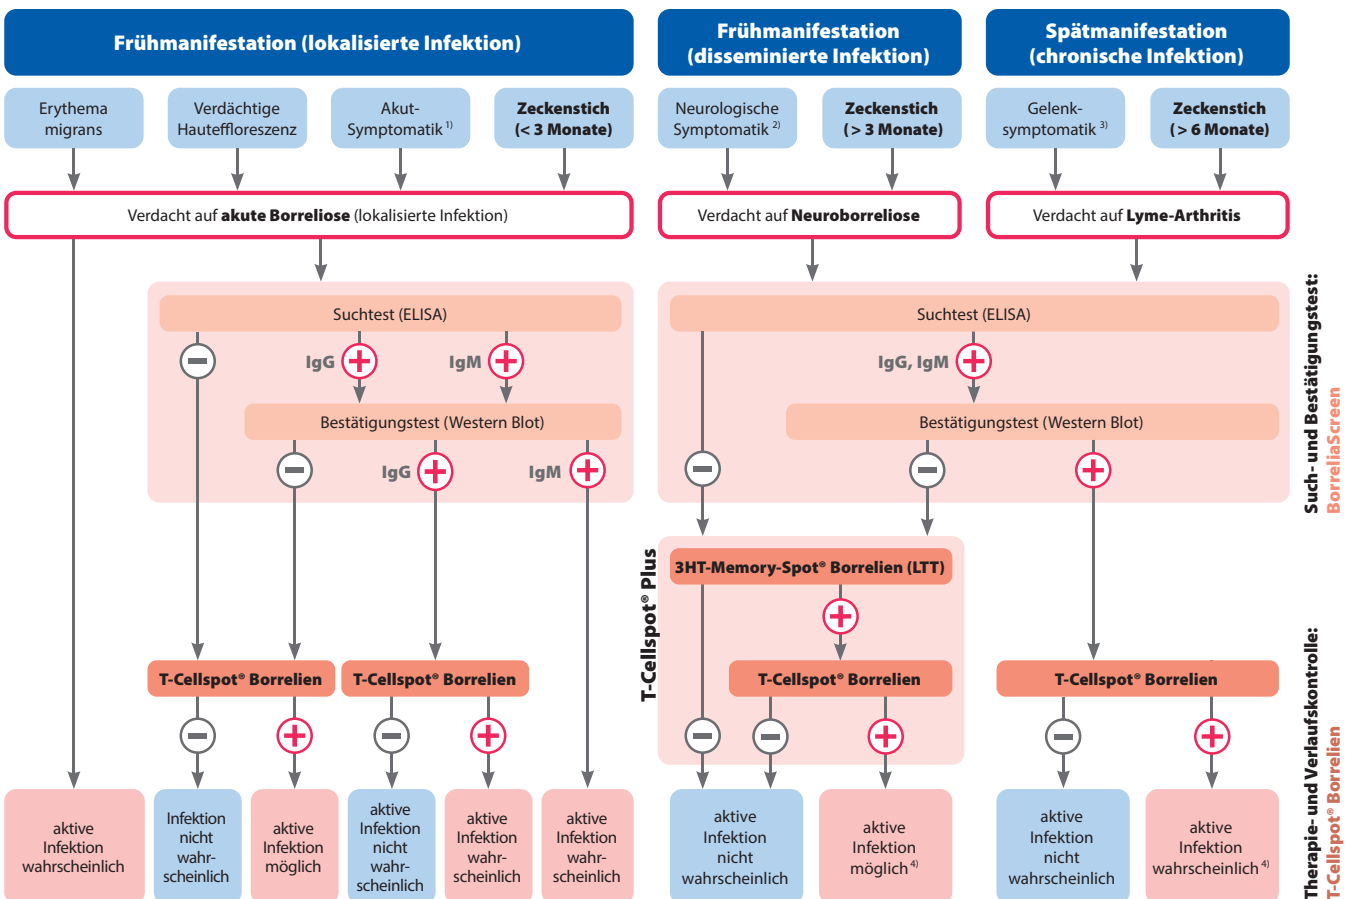 Frühmanifestation (lokalisierte Infektion)
Frühmanifestation
(disseminierte Infektion)
Spätmanifestation
(chronische Infektion)
Erythema
migrans
Verdächtige
Hauteffloreszenz
Akut-
Symptomatik 1)
Zeckenstich
(< 3 Monate)
Neurologische
Symptomatik 2)
Zeckenstich
(> 3 Monate)
Gelenk-
symptomatik 3)
Zeckenstich
(> 6 Monate)
Verdacht auf akute Borreliose (lokalisierte Infektion)
Verdacht auf Neuroborreliose
Verdacht auf Lyme-Arthritis
Suchtest (ELISA)
IgG
IgM
Bestätigungstest (Western Blot)
IgG
IgM
Suchtest (ELISA)
IgG, IgM
Bestätigungstest (Western Blot)
Such- und Bestätigungstest:
BorreliaScreen
T-Cellspot® Plus
3HT-Memory-Spot® Borrelien (LTT)
T-Cellspot® Borrelien
T-Cellspot® Borrelien
T-Cellspot® Borrelien
T-Cellspot® Borrelien
Therapie- und Verlaufskontrolle:
T-Cellspot® Borrelien
aktive
Infektion
wahrscheinlich
Infektion
nicht
wahr-
scheinlich
aktive
Infektion
möglich
aktive
Infektion
nicht
wahr-
scheinlich
aktive
Infektion
wahr-
scheinlich
aktive
Infektion
wahr-
scheinlich
aktive
Infektion
nicht
wahrscheinlich
aktive
Infektion
möglich 4)
aktive
Infektion
nicht
wahrscheinlich
aktive
Infektion
wahrscheinlich 4)